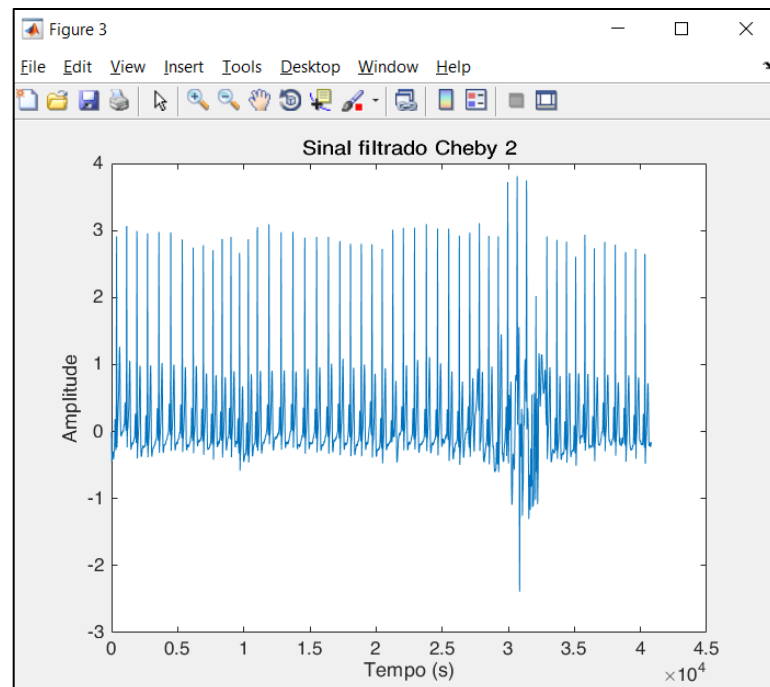 Figure 3
File Edit View Insert Tools Desktop Window Help
Sinal filtrado Cheby 2
4
3
2
1
0
-1
-2
-3
Amplitude
0 0.5 1 1.5 2 2.5 3 3.5 4 4.5
Tempo (s)
×10⁴